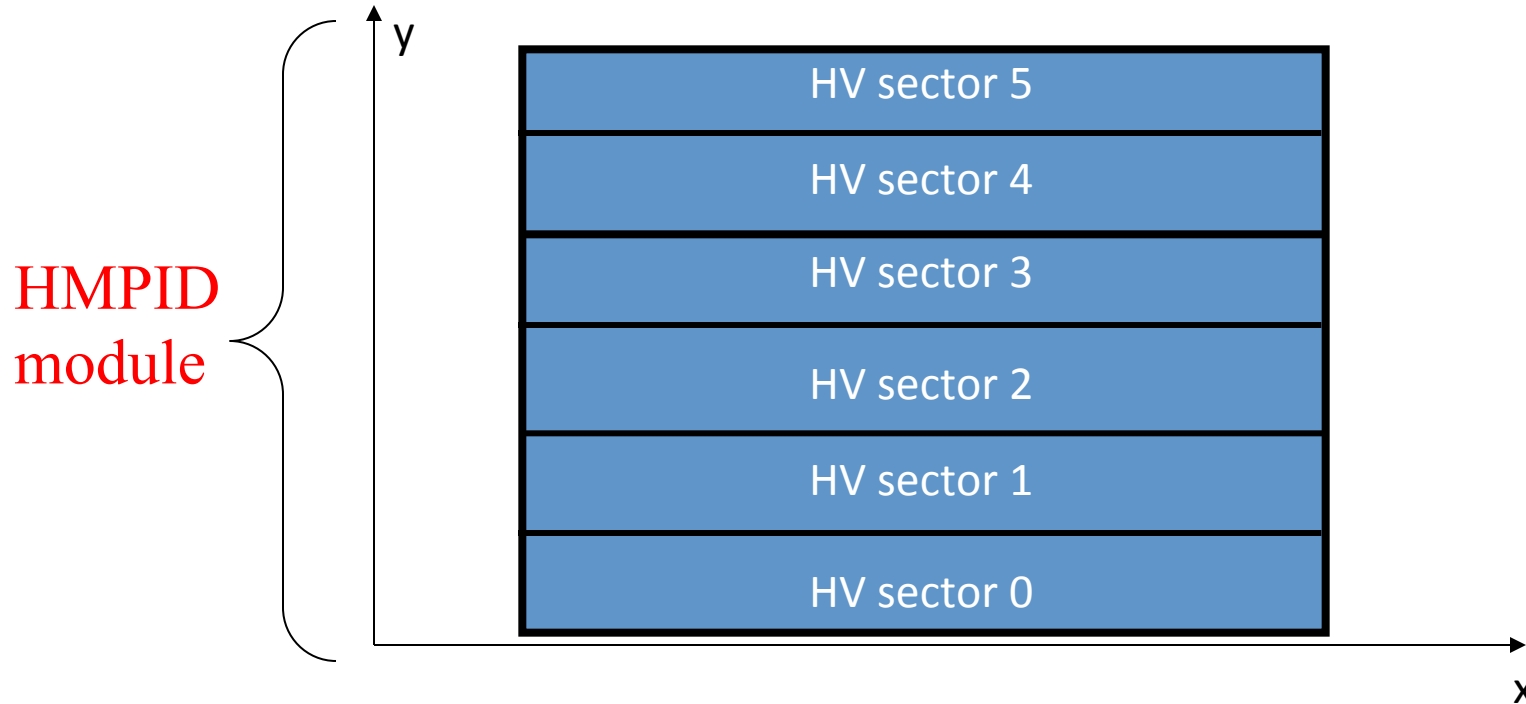 y
HV sector 5
HV sector 4
HV sector 3
HV sector 2
HV sector 1
HV sector 0
HMPID
module
x